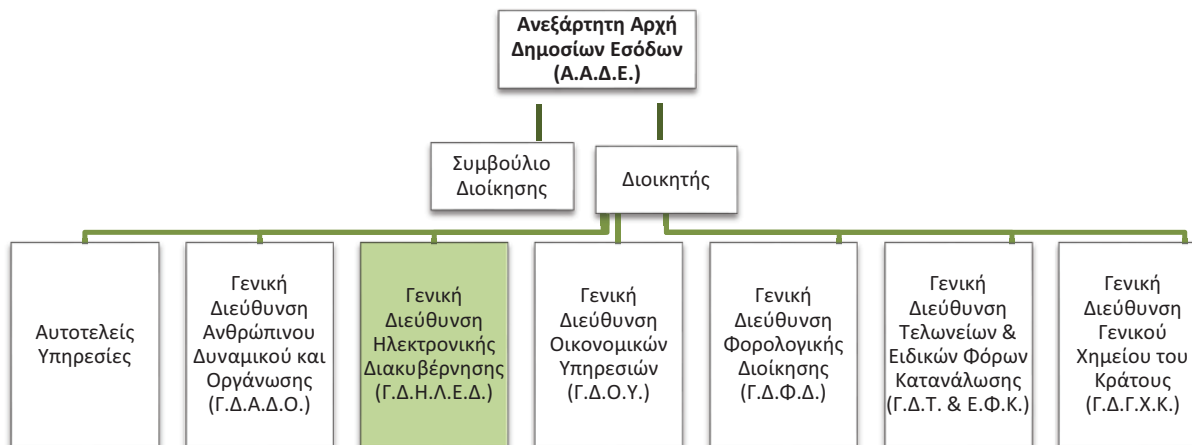 Ανεξάρτητη Αρχή
Δημοσίων Εσόδων
(Α.Α.Δ.Ε.)
Συμβούλιο
Διοίκησης
Διοικητής
Αυτοτελείς
Υπηρεσίες
Γενική
Διεύθυνση
Ανθρώπινου
Δυναμικού και
Οργάνωσης
(Γ.Δ.Α.Δ.Ο.)
Γενική
Διεύθυνση
Ηλεκτρονικής
Διακυβέρνησης
(Γ.Δ.Η.Λ.Ε.Δ.)
Γενική
Διεύθυνση
Οικονομικών
Υπηρεσιών
(Γ.Δ.Ο.Υ.)
Γενική
Διεύθυνση
Φορολογικής
Διοίκησης
(Γ.Δ.Φ.Δ.)
Γενική
Διεύθυνση
Τελωνείων &
Ειδικών Φόρων
Κατανάλωσης
(Γ.Δ.Τ. & Ε.Φ.Κ.)
Γενική
Διεύθυνση
Γενικού
Χημείου του
Κράτους
(Γ.Δ.Γ.Χ.Κ.)